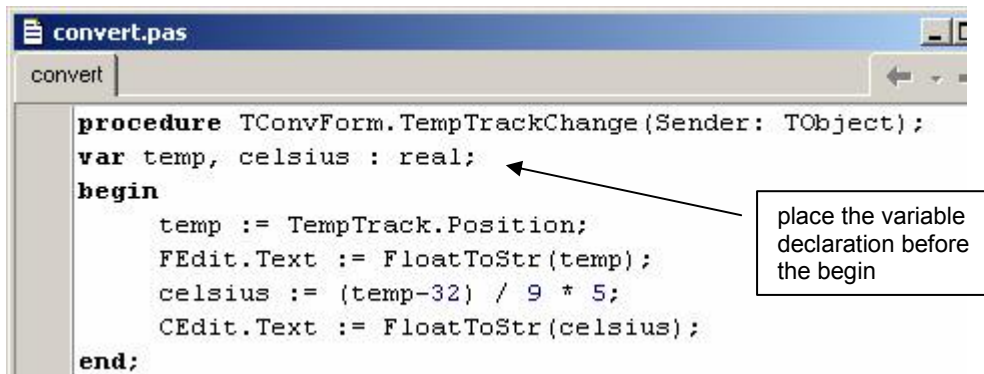 convert.pas
convert
procedure TConvForm.TempTrackChange(Sender: TObject);
var temp, celsius : real;
begin
temp := TempTrack.Position;
FEdit.Text := FloatToStr(temp);
celsius := (temp-32) / 9 * 5;
CEdit.Text := FloatToStr(celsius);
end;
place the variable
declaration before
the begin